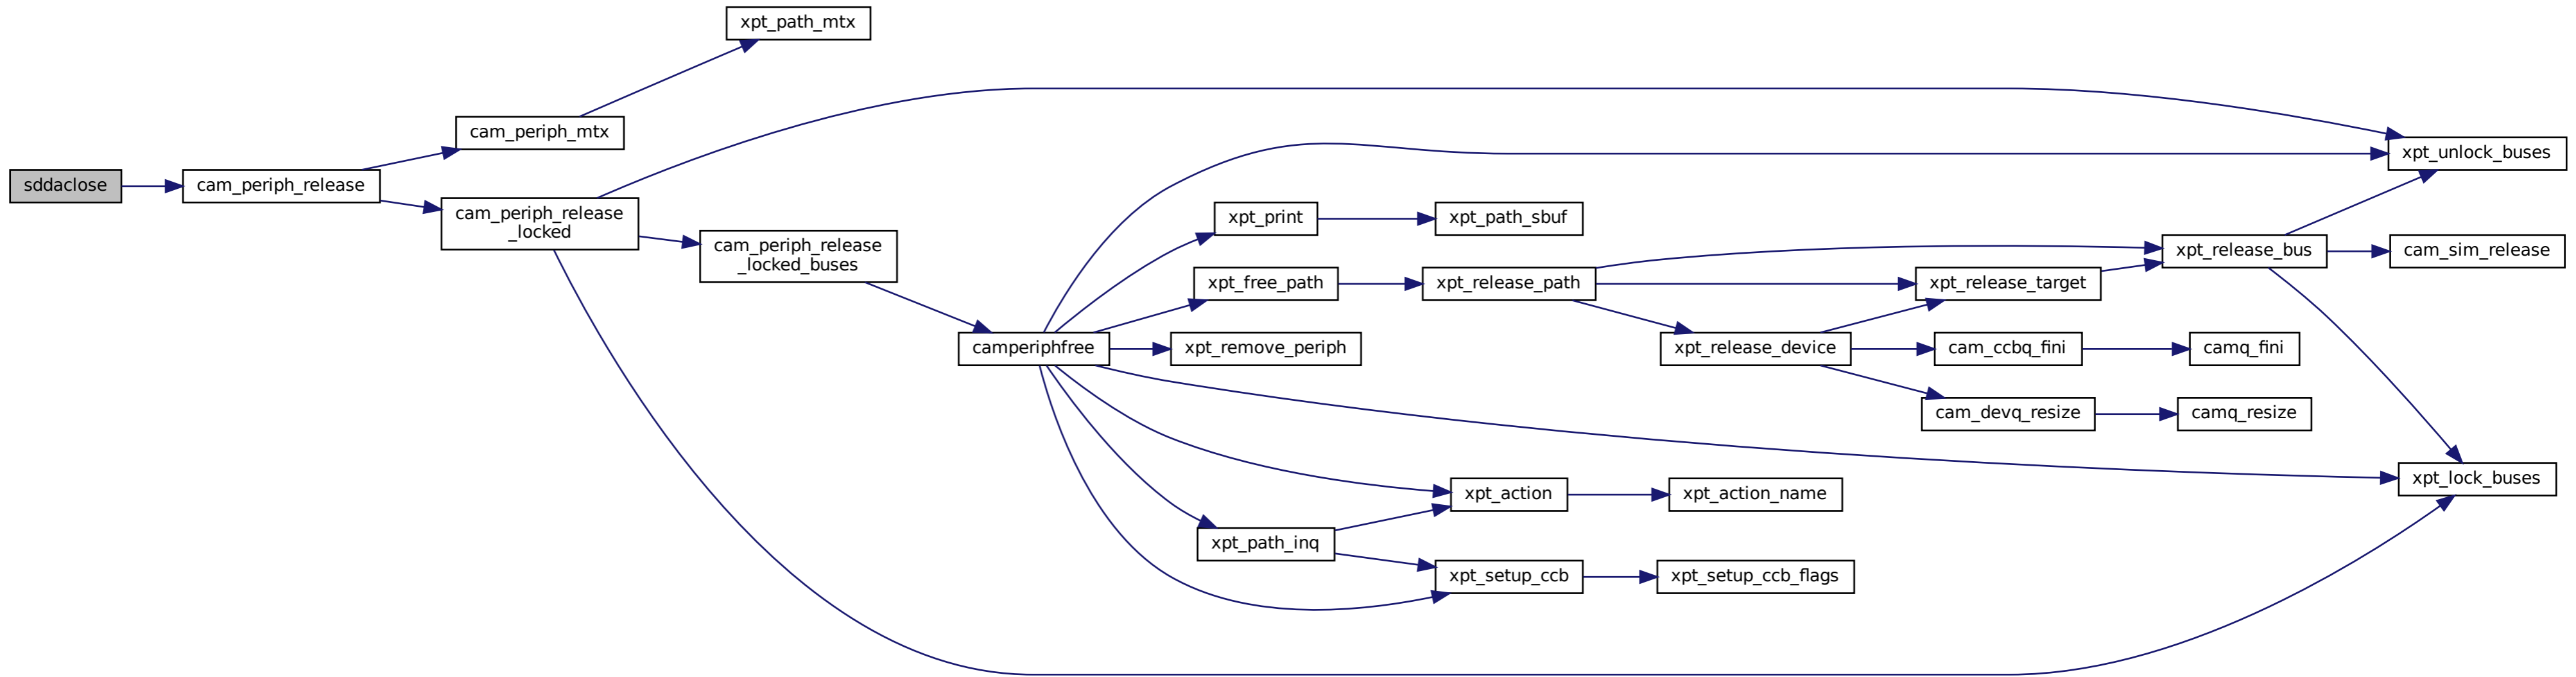 sddaclose
cam_periph_release
cam_periph_mtx
xpt_path_mtx
cam_periph_release
_locked
cam_periph_release
_locked_buses
camperiphfree
xpt_print
xpt_path_sbuf
xpt_free_path
xpt_release_path
xpt_remove_periph
xpt_release_device
xpt_release_target
cam_ccbq_fini
camq_fini
cam_devq_resize
camq_resize
xpt_release_bus
xpt_unlock_buses
cam_sim_release
xpt_lock_buses
xpt_action
xpt_action_name
xpt_path_inq
xpt_setup_ccb
xpt_setup_ccb_flags